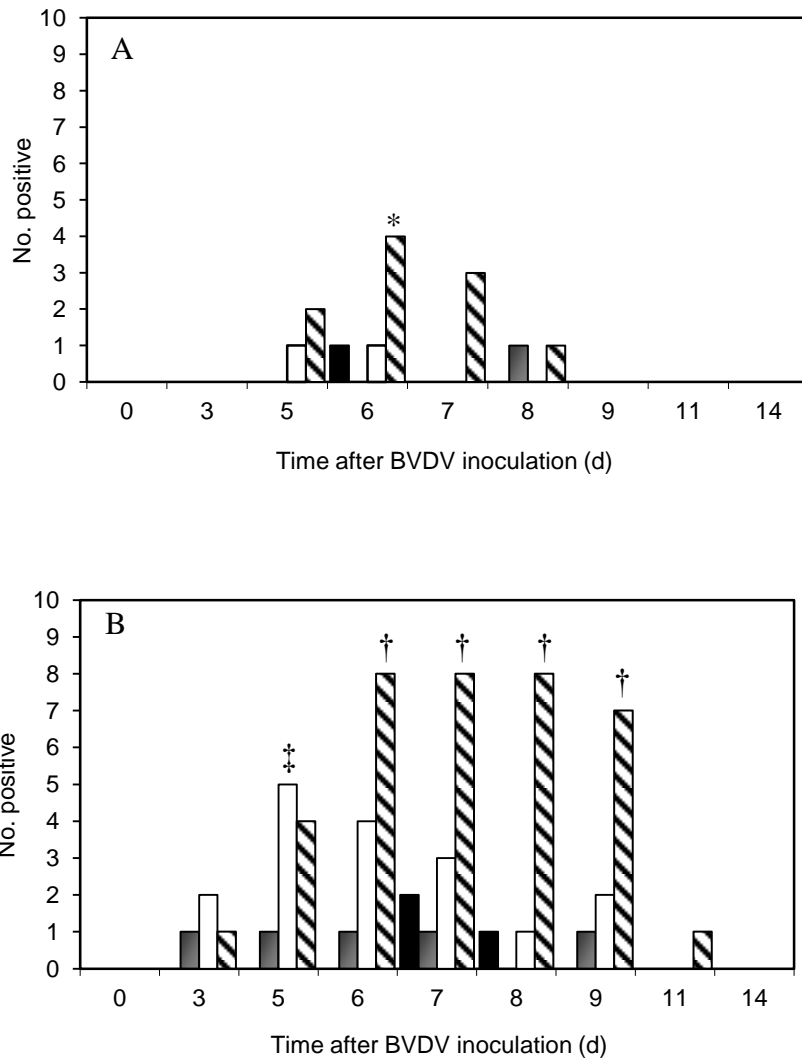 10
A
9
8
7
6
5
*
4
3
2
1
0
No. positive
0 3 5 6 7 8 9 11 14
Time after BVDV inoculation (d)
10
B
9
† † †
8
†
7
6
‡
5
4
3
2
1
0
No. positive
0 3 5 6 7 8 9 11 14
Time after BVDV inoculation (d)